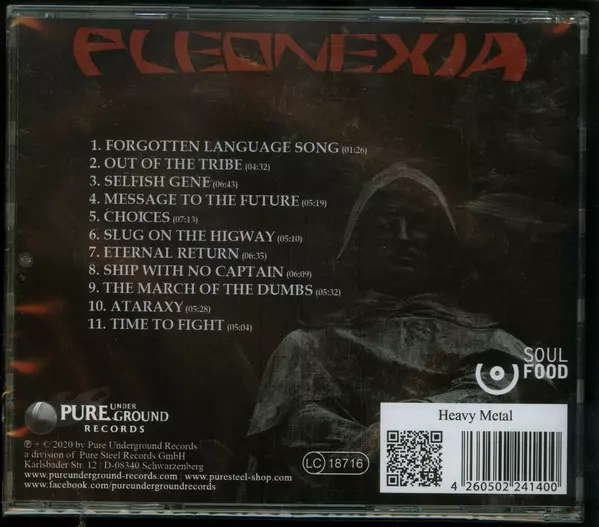 PLEONEXIA
1. FORGOTTEN LANGUAGE SONG (01:26)
2. OUT OF THE TRIBE (04:32)
3. SELFISH GENE (06:43)
4. MESSAGE TO THE FUTURE (05:19)
5. CHOICES (07:13)
6. SLUG ON THE HIGWAY (05:10)
7. ETERNAL RETURN (06:35)
8. SHIP WITH NO CAPTAIN (06:09)
9. THE MARCH OF THE DUMBS (05:32)
10. ATARAXY (05:28)
11. TIME TO FIGHT (05:04)
SOUL
FOOD
PURE UNDER
GROUND
RECORDS
℗ + © 2020 by Pure Underground Records
a division of Pure Steel Records GmbH
Karlsbader Str. 12 | D-08340 Schwarzenberg
www.pureunderground-records.com | www.puresteel-shop.com
www.facebook.com/pureundergroundrecords
LC 18716
Heavy Metal
4 260502 241400